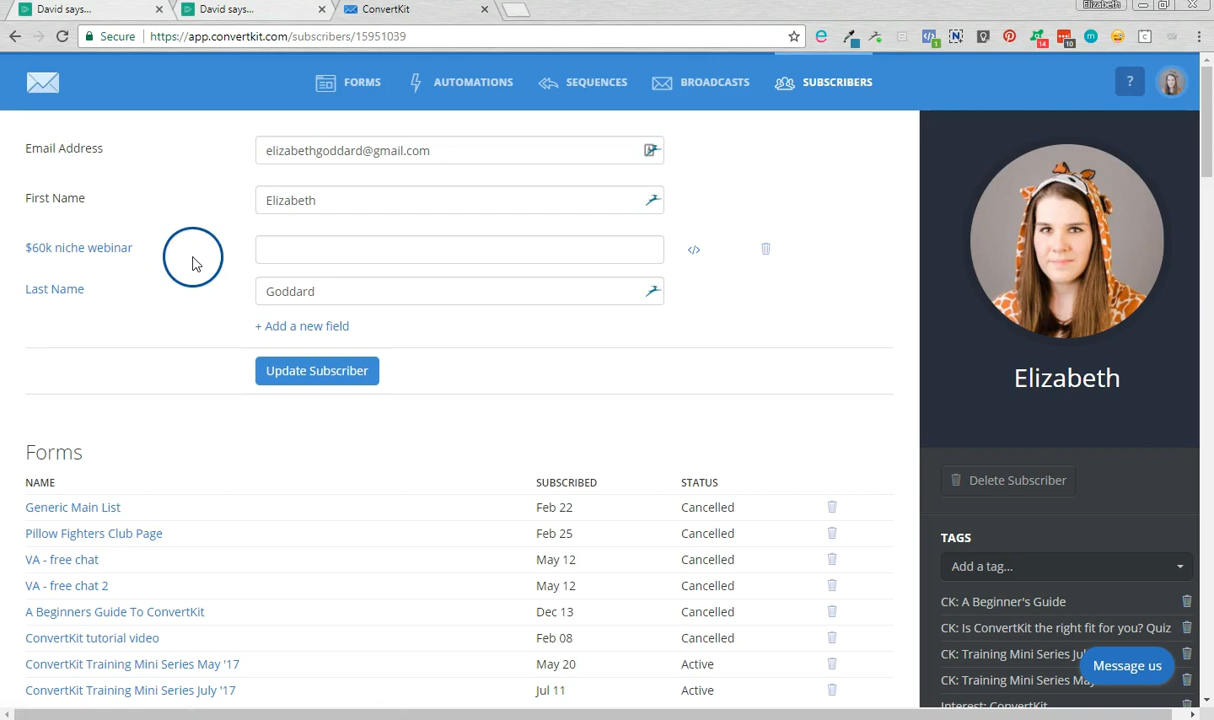 David says...
David says...
ConvertKit
Elizabeth
Secure
https://app.convertkit.com/subscribers/15951039
1
14
10
FORMS
AUTOMATIONS
SEQUENCES
BROADCASTS
SUBSCRIBERS
?
Email Address
elizabethgoddard@gmail.com
First Name
Elizabeth
$60k niche webinar
</>
Last Name
Goddard
+ Add a new field
Update Subscriber
Elizabeth
Forms
NAME SUBSCRIBED STATUS
Generic Main List Feb 22 Cancelled
Pillow Fighters Club Page Feb 25 Cancelled
VA - free chat May 12 Cancelled
VA - free chat 2 May 12 Cancelled
A Beginners Guide To ConvertKit Dec 13 Cancelled
ConvertKit tutorial video Feb 08 Cancelled
ConvertKit Training Mini Series May '17 May 20 Active
ConvertKit Training Mini Series July '17 Jul 11 Active
Delete Subscriber
TAGS
Add a tag...
CK: A Beginner's Guide
CK: Is ConvertKit the right fit for you? Quiz
CK: Training Mini Series Jul
CK: Training Mini Series Ma
Interest: ConvertKit
Message us